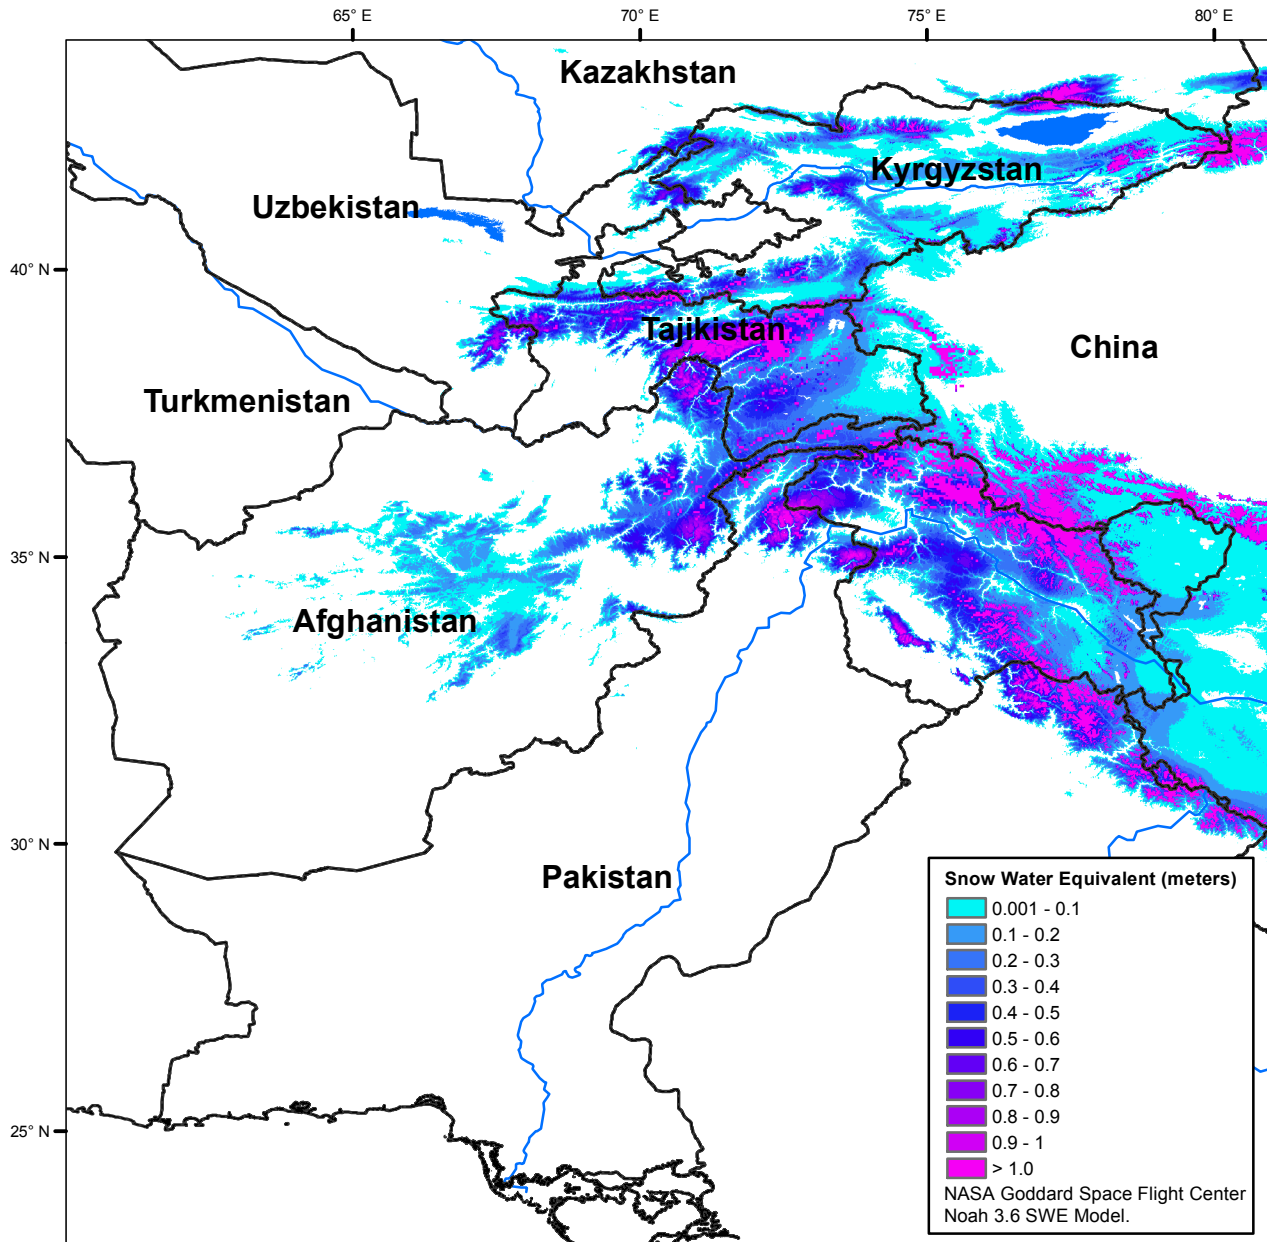 65° E
70° E
75° E
80° E
Kazakhstan
Kyrgyzstan
Uzbekistan
40° N
Tajikistan
China
Turkmenistan
35° N
Afghanistan
30° N
Pakistan
25° N
Snow Water Equivalent (meters)
0.001 - 0.1
0.1 - 0.2
0.2 - 0.3
0.3 - 0.4
0.4 - 0.5
0.5 - 0.6
0.6 - 0.7
0.7 - 0.8
0.8 - 0.9
0.9 - 1
> 1.0
NASA Goddard Space Flight Center
Noah 3.6 SWE Model.